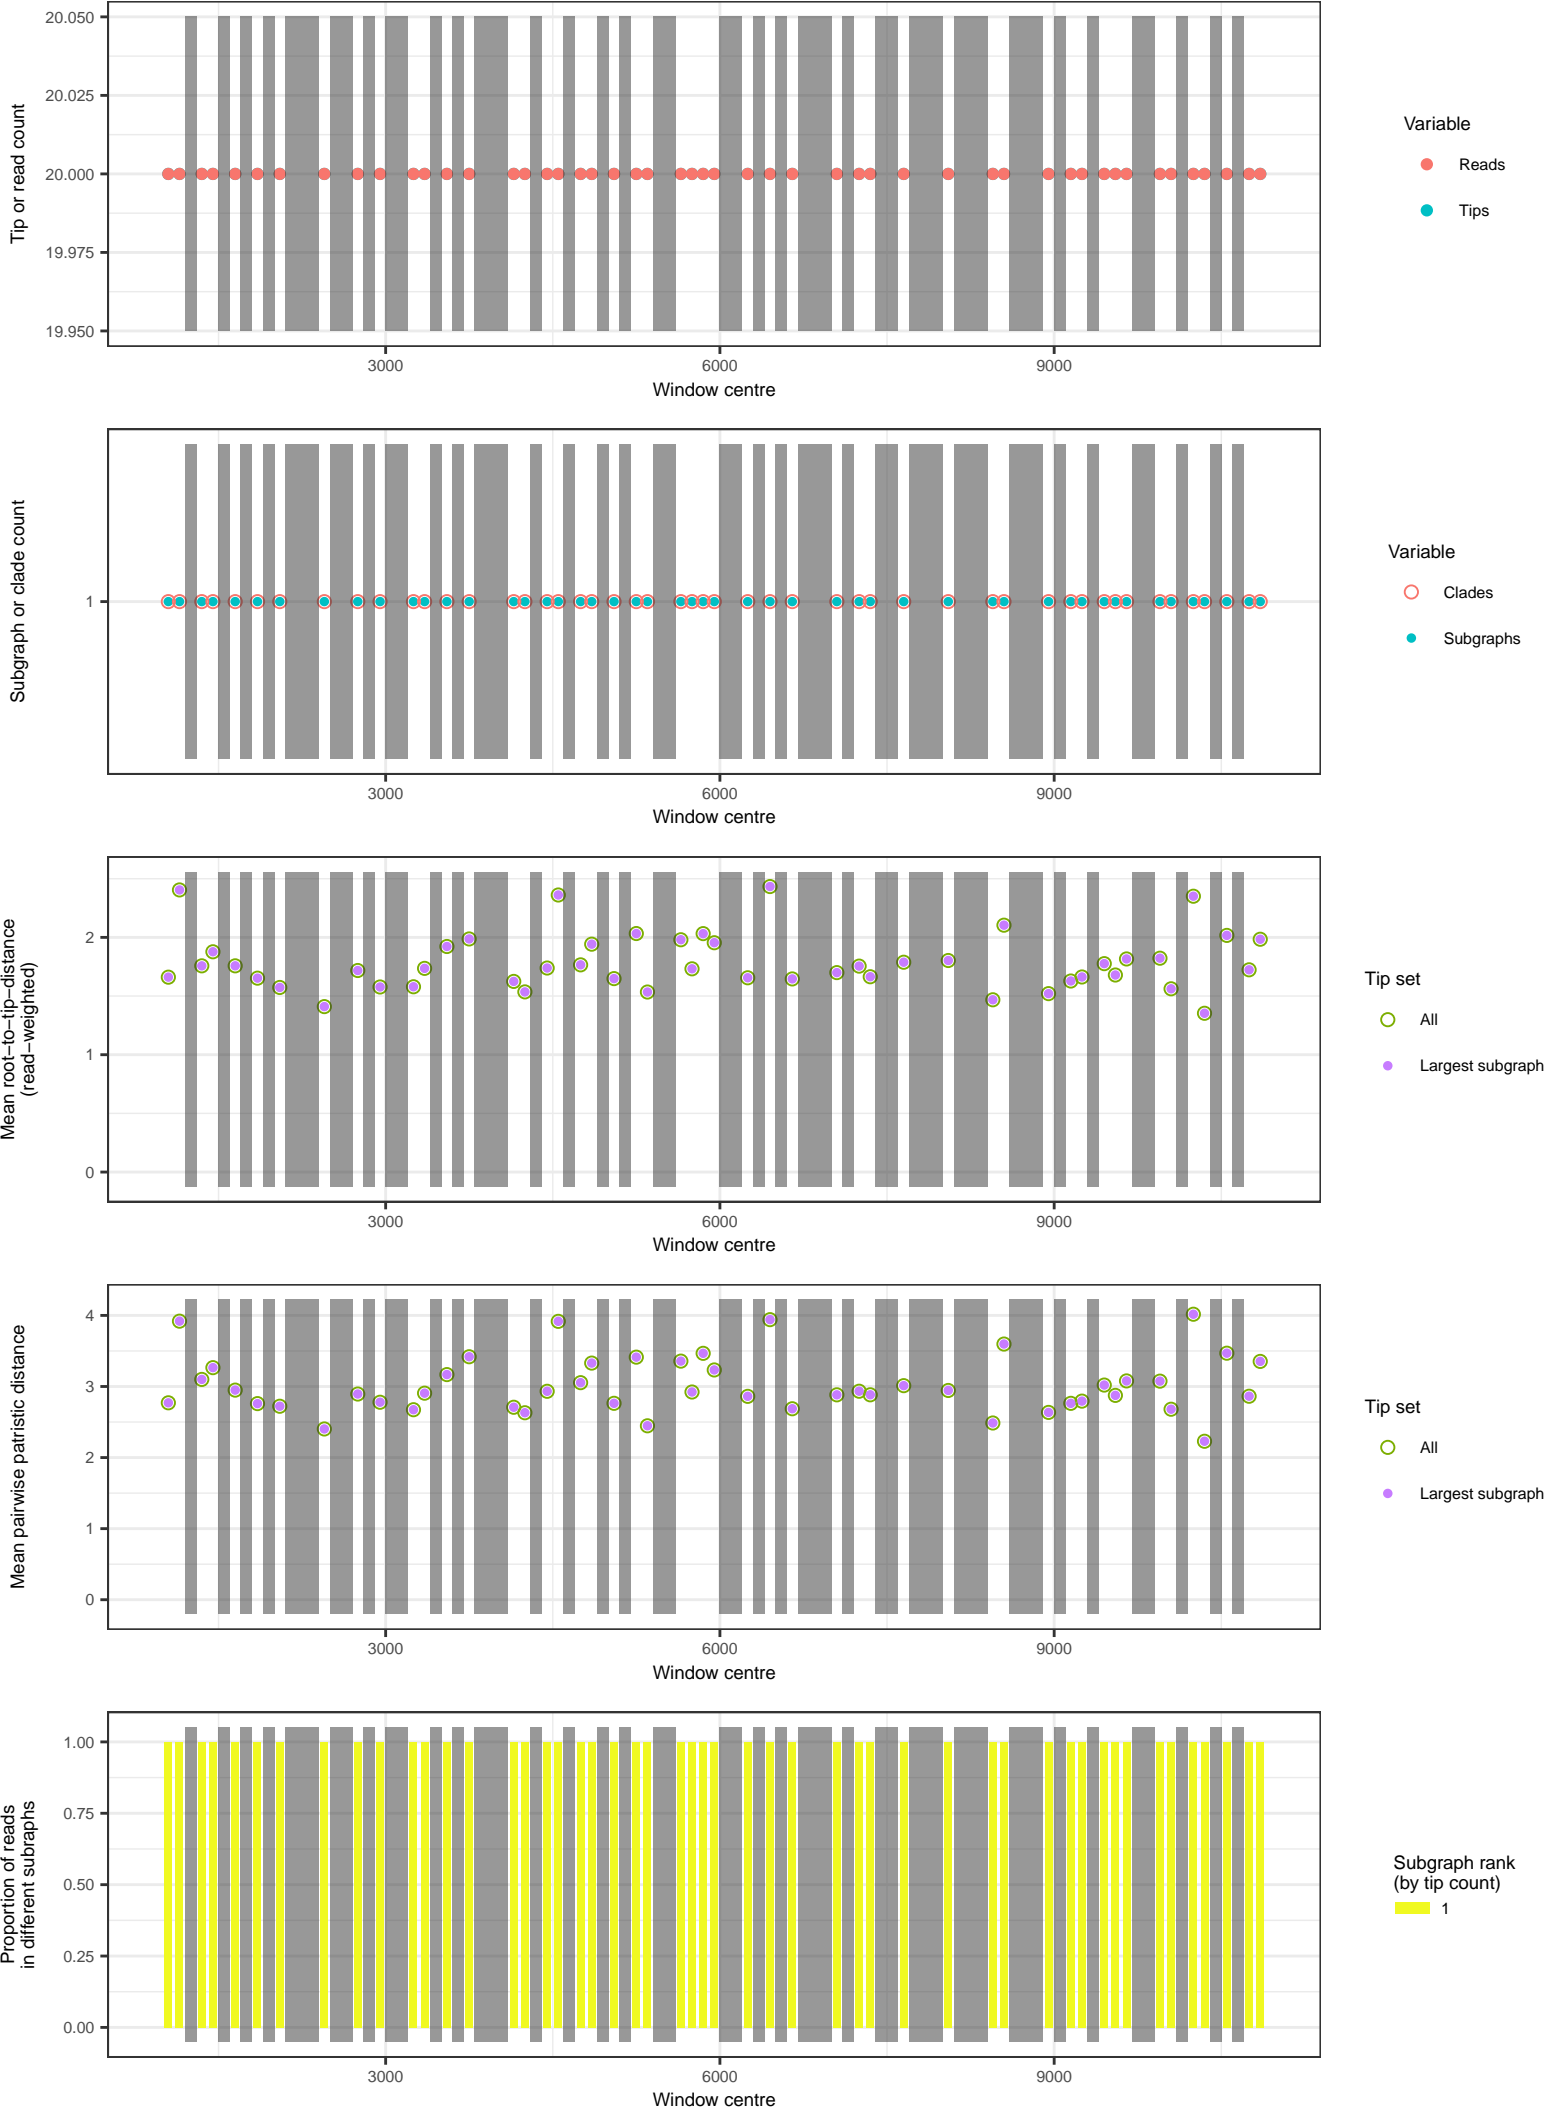 20.050
20.025
20.000
19.975
19.950
Tip or read count
3000
6000
9000
Window centre
Variable
Reads
Tips
1
Subgraph or clade count
3000
6000
9000
Window centre
Variable
Clades
Subgraphs
2
1
0
Mean root−to−tip−distance
(read−weighted)
3000
6000
9000
Window centre
Tip set
All
Largest subgraph
4
3
2
1
0
Mean pairwise patristic distance
3000
6000
9000
Window centre
Tip set
All
Largest subgraph
1.00
0.75
0.50
0.25
0.00
Proportion of reads
in different subraphs
3000
6000
9000
Window centre
Subgraph rank
(by tip count)
1